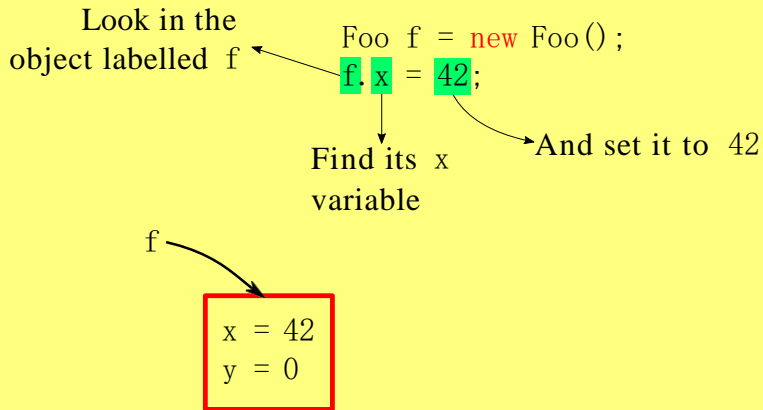 Look in the
object labelled f
Foo f = new Foo();
f.x = 42;
Find its x
variable
And set it to 42
f
x = 42
y = 0